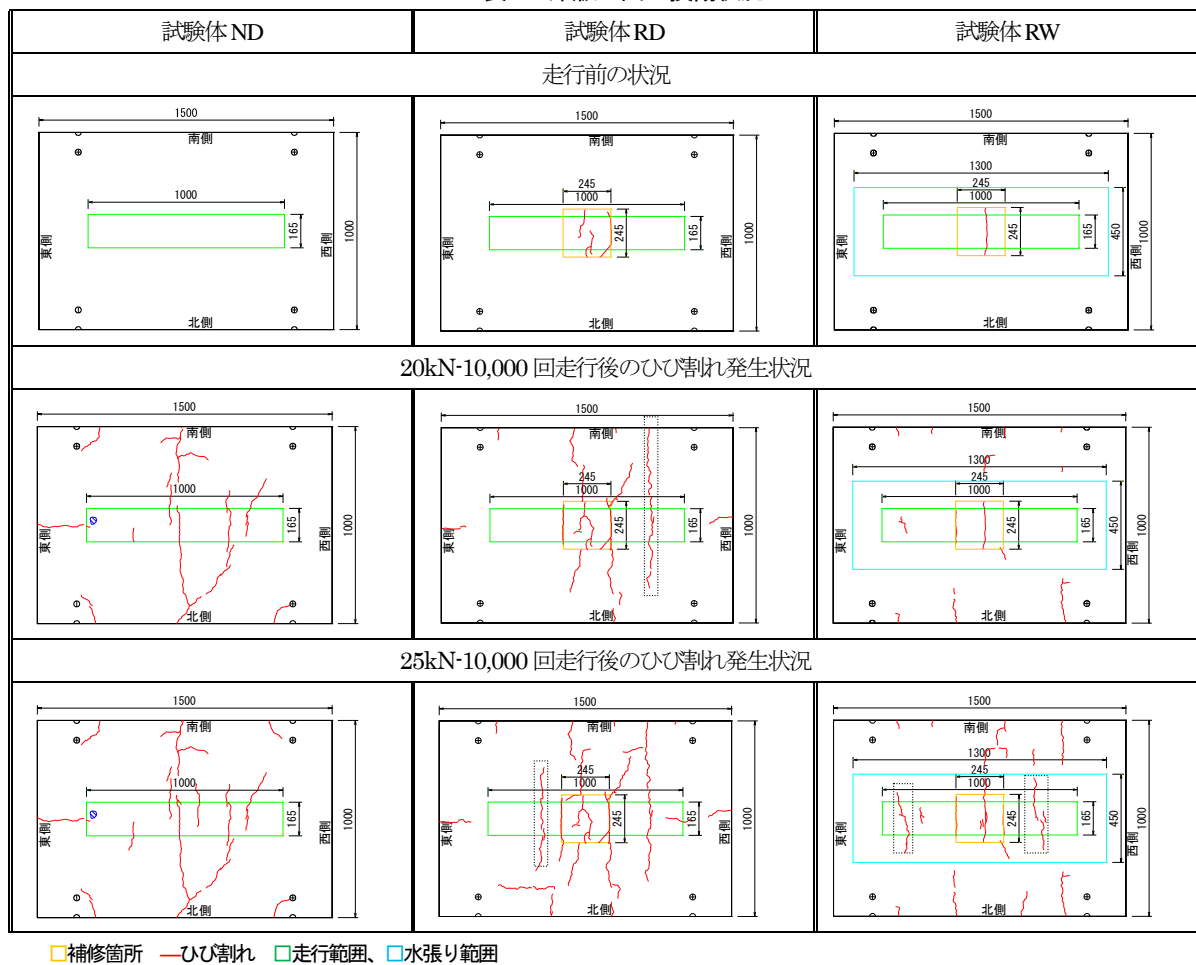 試験体ND 試験体RD 試験体RW
走行前の状況
1500
南側
1000
165
1000
東側
西側
北側
1500
南側
245
1000
245
165
1000
東側
西側
北側
1500
南側
1300
245
1000
245
165
450
1000
東側
西側
北側
20kN-10,000 回走行後のひび割れ発生状況
1500
南側
1000
165
1000
東側
西側
北側
1500
南側
245
1000
245
165
1000
東側
西側
北側
1500
南側
1300
245
1000
245
165
450
1000
東側
西側
北側
25kN-10,000 回走行後のひび割れ発生状況
1500
南側
1000
165
1000
東側
西側
北側
1500
南側
245
1000
245
165
1000
東側
西側
北側
1500
南側
1300
245
1000
245
165
450
1000
東側
西側
北側
□補修箇所 ―ひび割れ □走行範囲、□水張り範囲